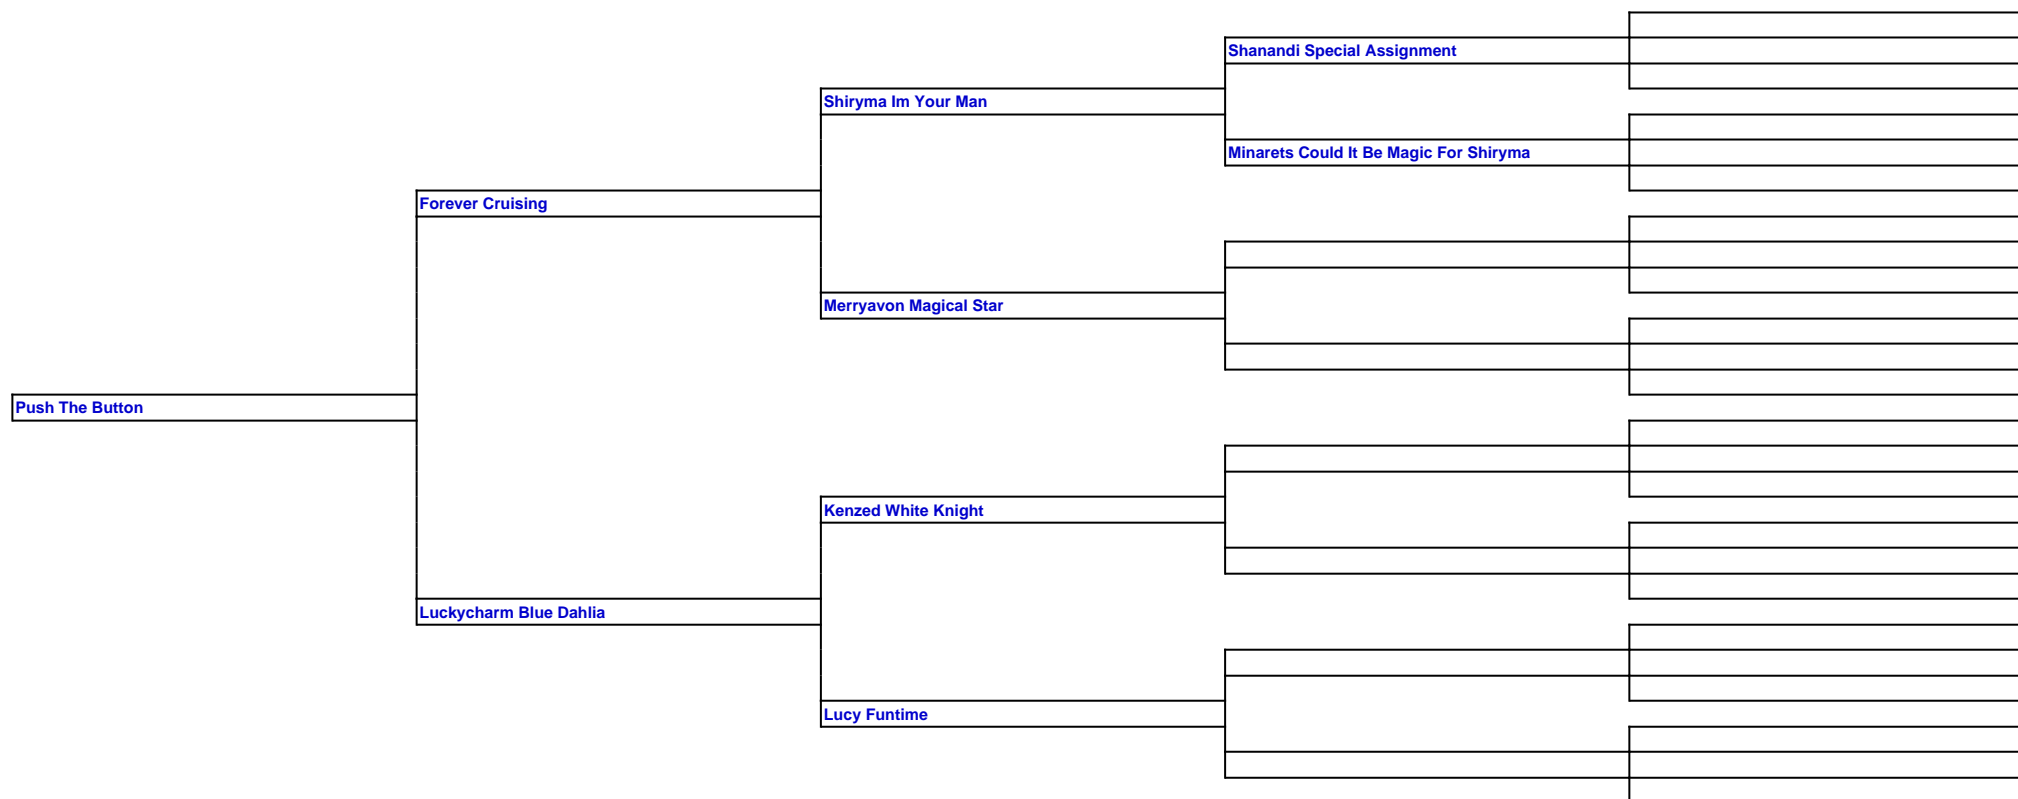 Shanandi Special Assignment
Shiryma Im Your Man
Minarets Could It Be Magic For Shiryma
Forever Cruising
Merryavon Magical Star
Push The Button
Kenzed White Knight
Luckycharm Blue Dahlia
Lucy Funtime